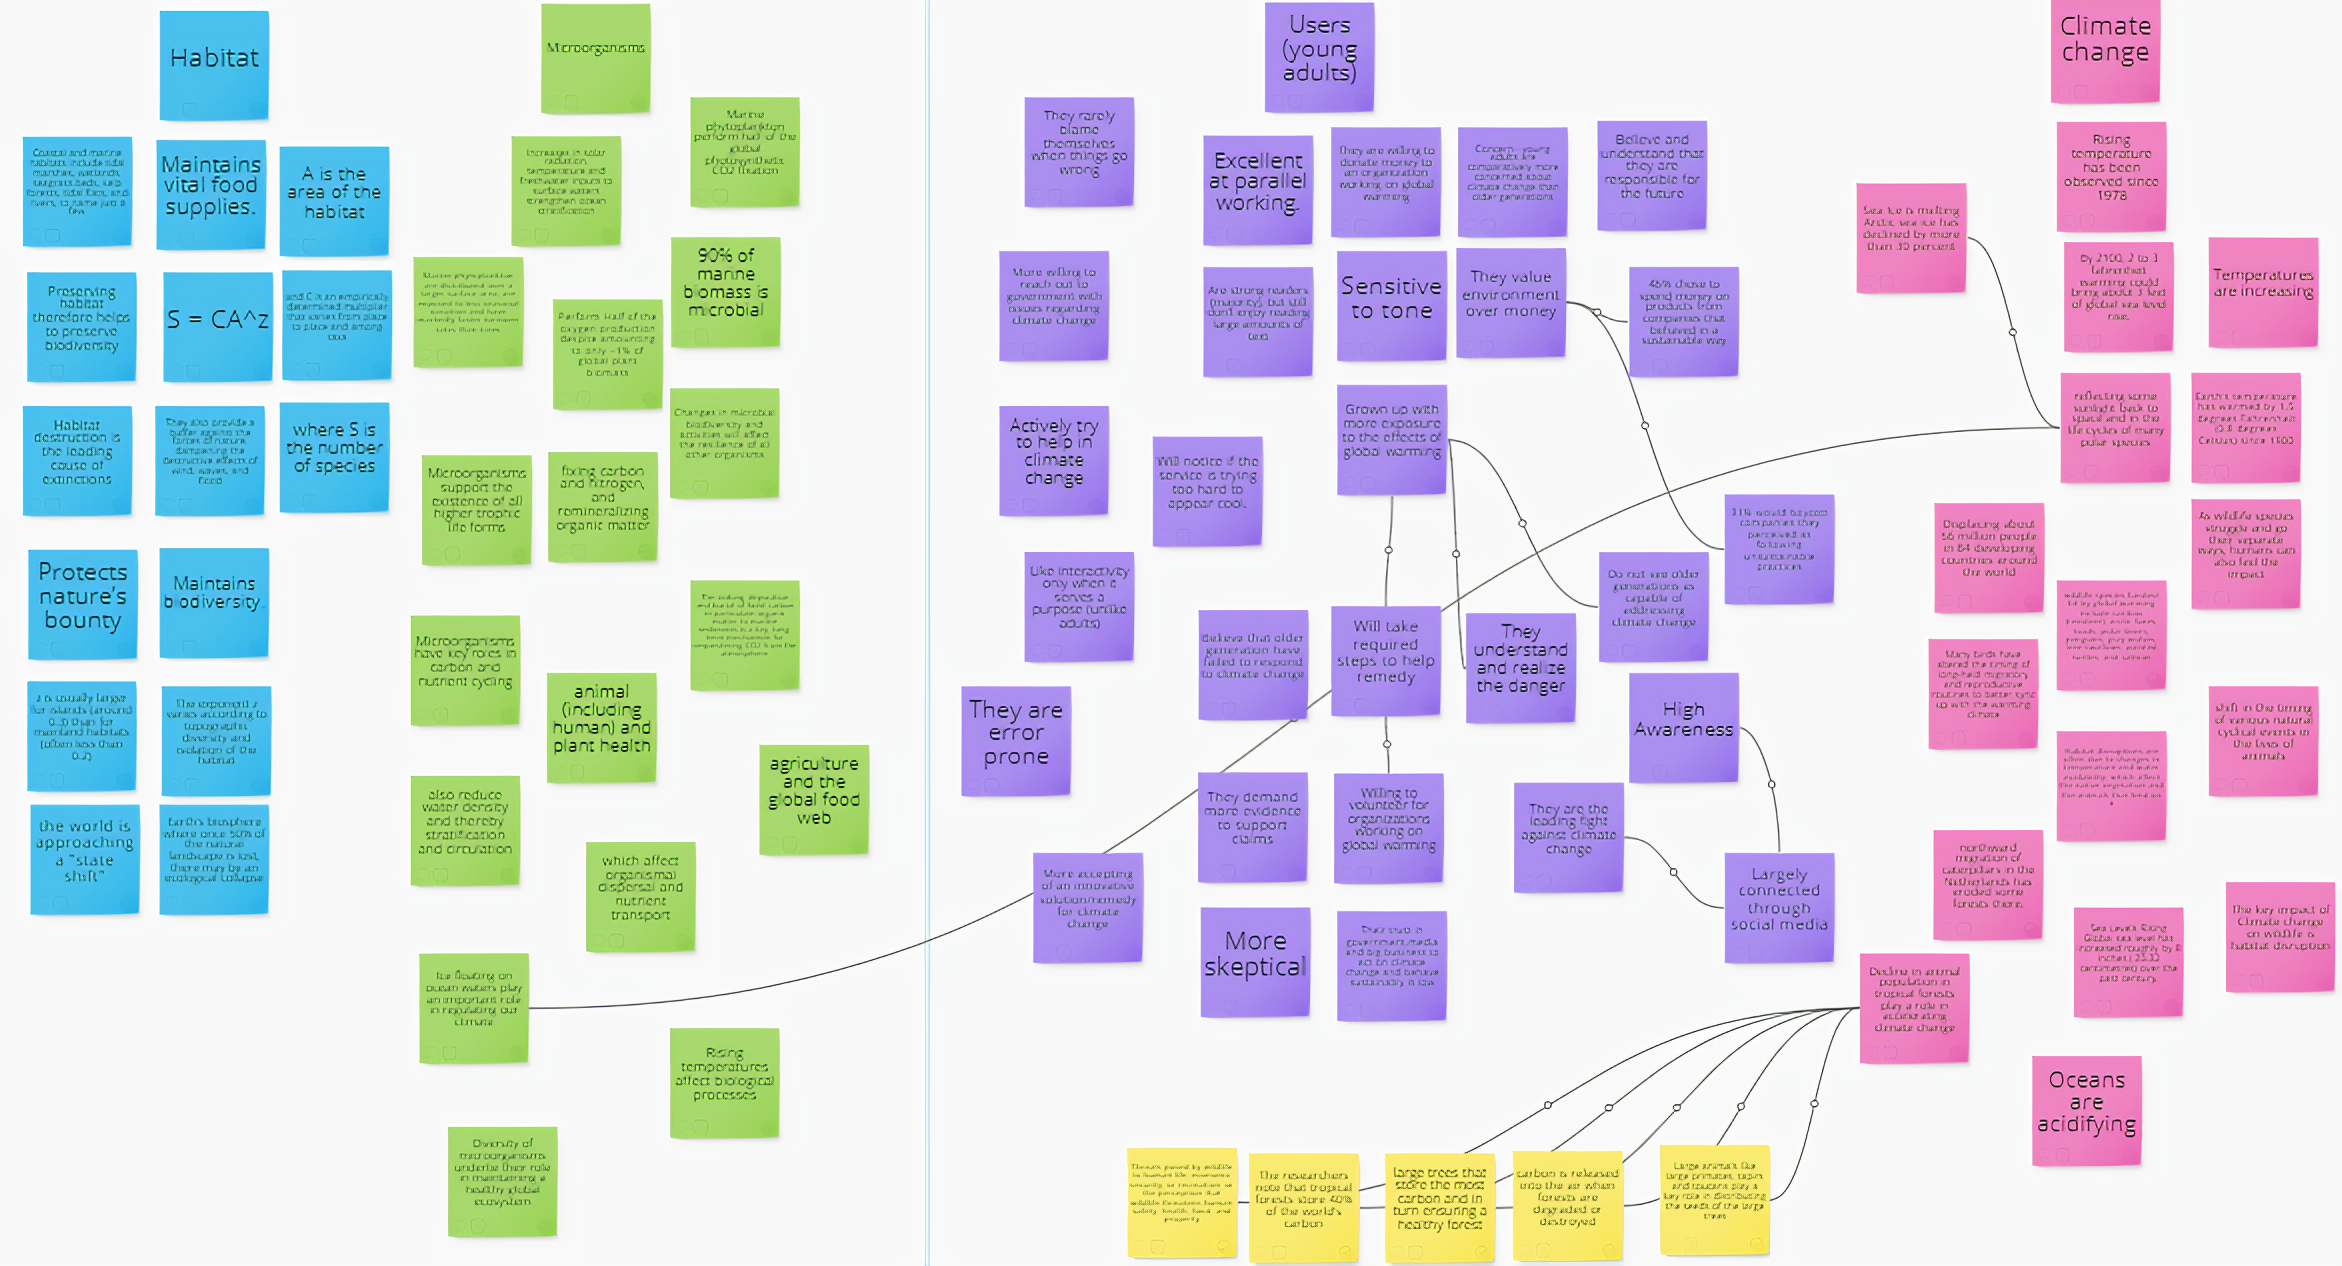 Habitat
Coastal and marine
habitats include tidal
marshes, wetlands,
seagrass beds, kelp
forests, tidal flats, and
rivers, to name just a
few
Maintains
vital food
supplies.
A is the
area of the
habitat
Preserving
habitat
therefore helps
to preserve
biodiversity
S = CA^z
and C is an empirically
determined multiplier
that varies from place
to place and among
taxa
Habitat
destruction is
the leading
cause of
extinctions
They also provide a
buffer against the
forces of nature,
dampening the
destructive effects of
wind, waves, and
flood
where S is
the number
of species
Protects
nature's
bounty
Maintains
biodiversity.
z is usually larger
for islands (around
0.3) than for
mainland habitats
(often less than
0.2)
The exponent z
varies according to
topographic
diversity and
isolation of the
habitat
the world is
approaching
a "state
shift"
Earth's biosphere
where once 50% of
the natural
landscape is lost,
there may be an
ecological collapse
Microorganisms
Marine
phytoplankton
perform half of the
global
photosynthetic
CO2 fixation
Increases in solar
radiation,
temperature and
freshwater inputs to
surface waters
strengthen ocean
stratification
90% of
marine
biomass is
microbial
Perform Half of the
oxygen production
despite amounting
to only ~1% of
global plant
biomass
Changes in microbial
biodiversity and
activities will affect
the resilience of all
other organisms
Microorganisms
support the
existence of all
higher trophic
life forms
fixing carbon
and nitrogen,
and
remineralizing
organic matter
Microorganisms
have key roles in
carbon and
nutrient cycling
animal
(including
human) and
plant health
agriculture
and the
global food
web
also reduce
water density
and thereby
stratification
and circulation
which affect
organismal
dispersal and
nutrient
transport
Ice floating on
ocean waters play
an important role
in regulating our
climate
Rising
temperatures
affect biological
processes
Diversity of
microorganisms
underlie their role
in maintaining a
healthy global
ecosystem
Users
(young
adults)
They rarely
blame
themselves
when things go
wrong
Excellent
at parallel
working.
They are willing to
donate money to
an organization
working on global
warming
Concern - young
adults are
comparatively more
concerned about
climate change than
older generations
Believe and
understand that
they are
responsible for
the future
More willing to
reach out to
government with
issues regarding
climate change
Are strong readers
(majority), but still
don't enjoy reading
large amounts of
text
Sensitive
to tone
They value
environment
over money
46% chose to
spend money on
products from
companies that
behaved in a
sustainable way
Grown up with
more exposure
to the effects of
global warming
Actively try
to help in
climate
change
Will notice if the
service is trying
too hard to
appear cool.
would boycott
companies they
perceived as
following
unsustainable
practices
Like interactivity
only when it
serves a
purpose (unlike
adults)
Do not see older
generations as
capable of
addressing
climate change
Believe that older
generation have
failed to respond
to climate change
Will take
required
steps to help
remedy
They
understand
and realize
the danger
They are
error
prone
High
Awareness
They demand
more evidence
to support
claims
Willing to
volunteer for
organizations
working on
global warming
They are the
leading fight
against climate
change
More accepting
of an innovative
solution/remedy
for climate
change
Largely
connected
through
social media
More
skeptical
Their trust in
government/media
and big business to
act on climate
change and behave
sustainably is low
Climate
change
Rising
temperature
has been
observed since
1978
Sea Ice is melting
Arctic sea ice has
declined by more
than 30 percent
By 2100, 2 to 3
fahrenheit
warming could
bring about 3 feet
of global sea level
rise.
Temperatures
are increasing
reflecting some
sunlight back to
space and in the
life cycles of many
polar species
Earth's temperature
has warmed by 1.5
degrees Fahrenheit
(0.8 degrees
Celsius) since 1900
Displacing about
56 million people
in 84 developing
countries around
the world
As wildlife species
struggle and go
their separate
ways, humans can
also feel the
impact
Many birds have
altered the timing of
long-held migratory
and reproductive
routines to better sync
up with the warming
climate
shift in the timing
of various natural
cyclical events in
the lives of
animals
northward
migration of
caterpillars in the
Netherlands has
eroded some
forests there.
Sea Levels Rising
Global sea level has
increased roughly by 8
inches (20.32
centimetres) over the
past century
The key impact of
Climate change
on wildlife is
habitat disruption
Decline in animal
population in
tropical forests
play a role in
accelerating
climate change
Oceans
are
acidifying
The researchers
note that tropical
forests store 40%
of the world's
carbon
large trees that
store the most
carbon and in
turn ensuring a
healthy forest
carbon is released
into the air when
forests are
degraded or
destroyed
Large animals like
large primates, tapirs
and toucans play a
key role in distributing
the seeds of the large
trees